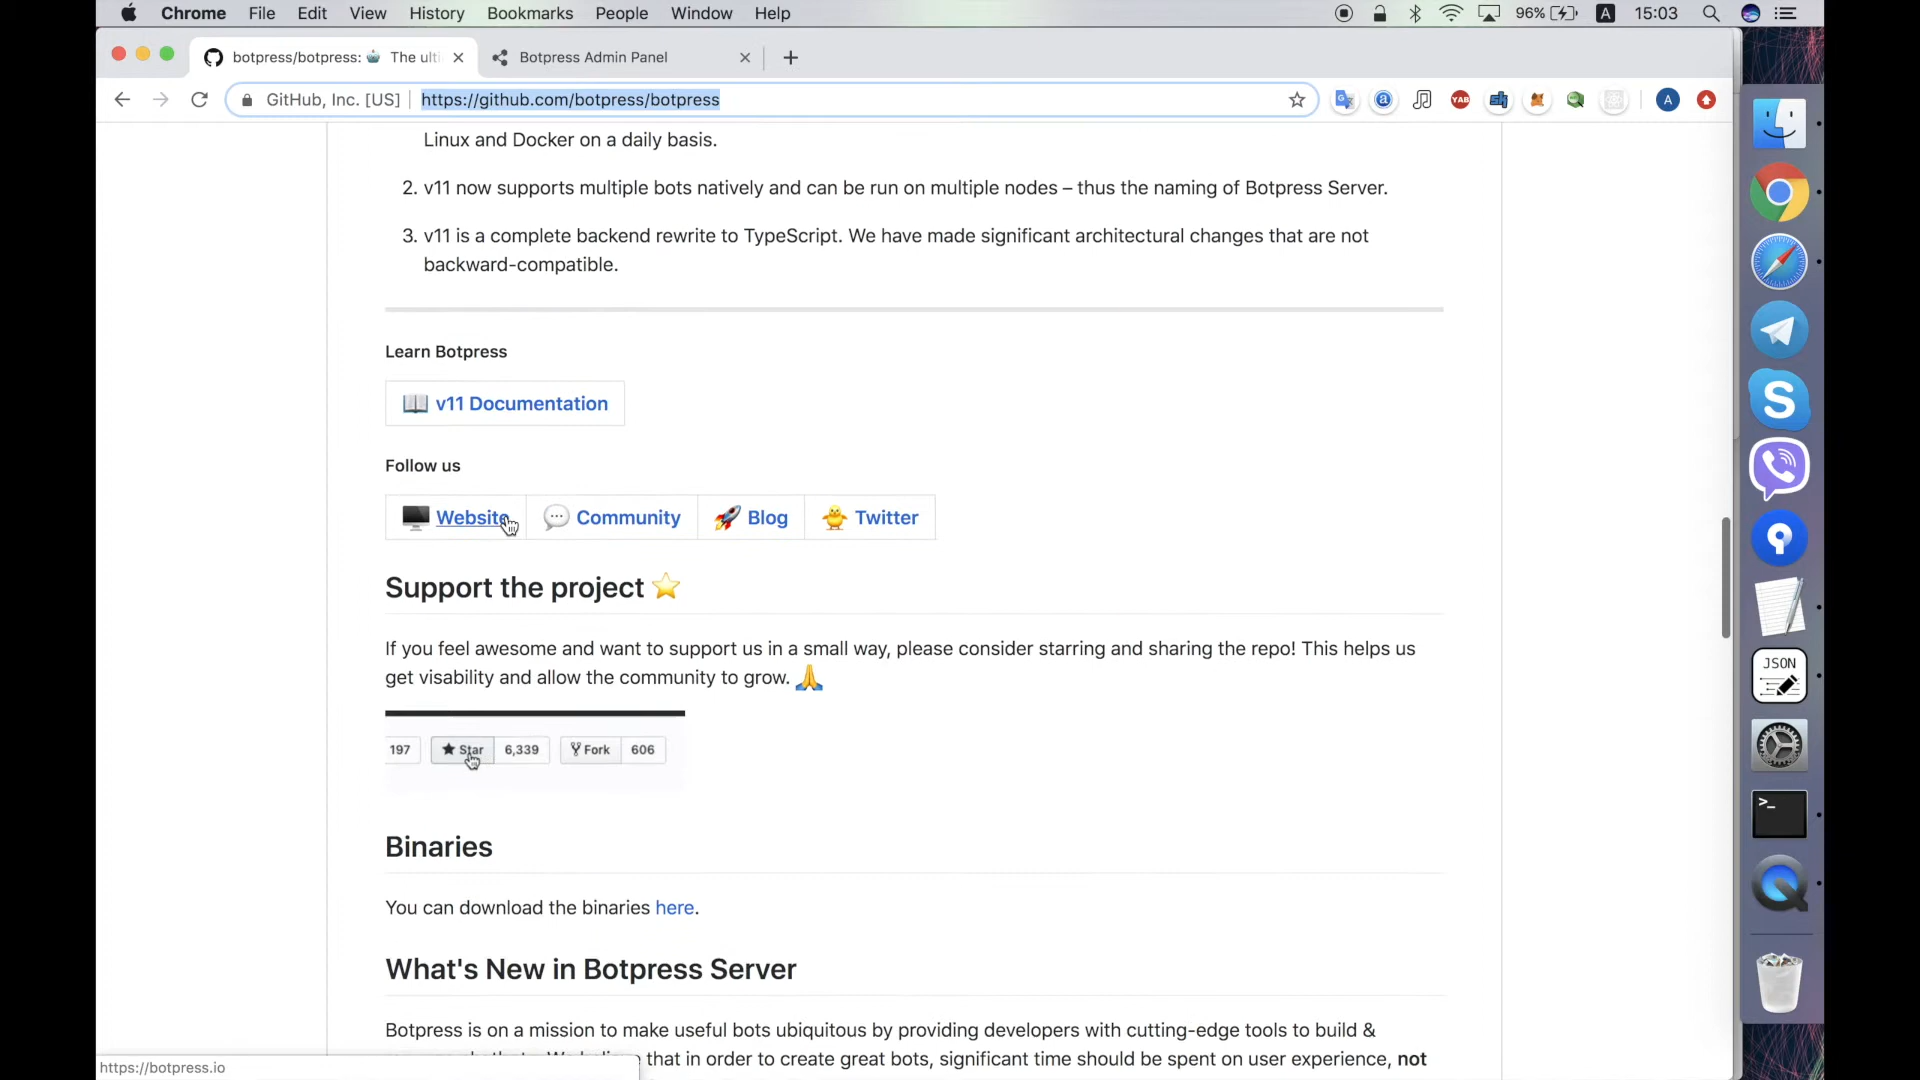 Chrome File Edit View History Bookmarks People Window Help 96% A 15:03
botpress/botpress: 🤖 The ulti
Botpress Admin Panel
GitHub, Inc. [US] https://github.com/botpress/botpress
YAB
A
Linux and Docker on a daily basis.
2. v11 now supports multiple bots natively and can be run on multiple nodes – thus the naming of Botpress Server.
3. v11 is a complete backend rewrite to TypeScript. We have made significant architectural changes that are not
backward-compatible.
Learn Botpress
📖 v11 Documentation
Follow us
🖥 Website 💬 Community 🚀 Blog 🐥 Twitter
Support the project ⭐
If you feel awesome and want to support us in a small way, please consider starring and sharing the repo! This helps us
get visability and allow the community to grow. 🙏
197 ★ Star 6,339 Fork 606
JSON
Binaries
You can download the binaries here.
What's New in Botpress Server
Botpress is on a mission to make useful bots ubiquitous by providing developers with cutting-edge tools to build &
that in order to create great bots, significant time should be spent on user experience, not
https://botpress.io